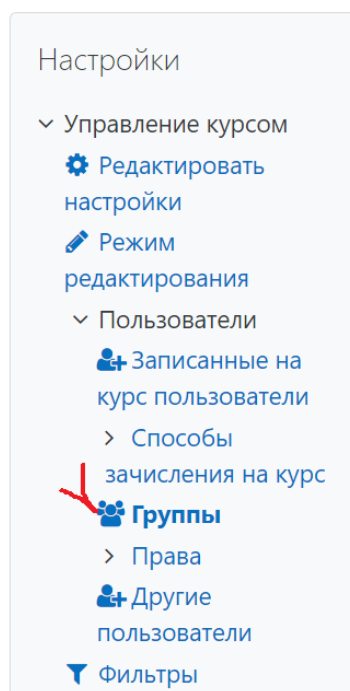 Настройки
Управление курсом
Редактировать
настройки
Режим
редактирования
Пользователи
Записанные на
курс пользователи
Способы
зачисления на курс
Группы
Права
Другие
пользователи
Фильтры